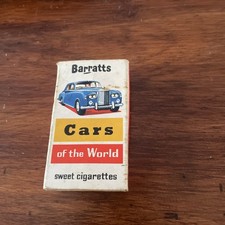 Barratts
Cars
of the World
sweet cigarettes